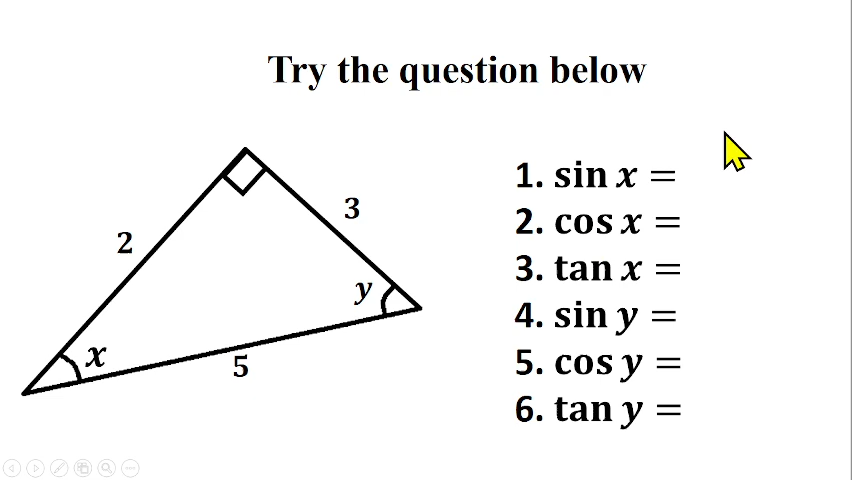 Try the question below
2
3
5
x
y
1. sin x =
2. cos x =
3. tan x =
4. sin y =
5. cos y =
6. tan y =